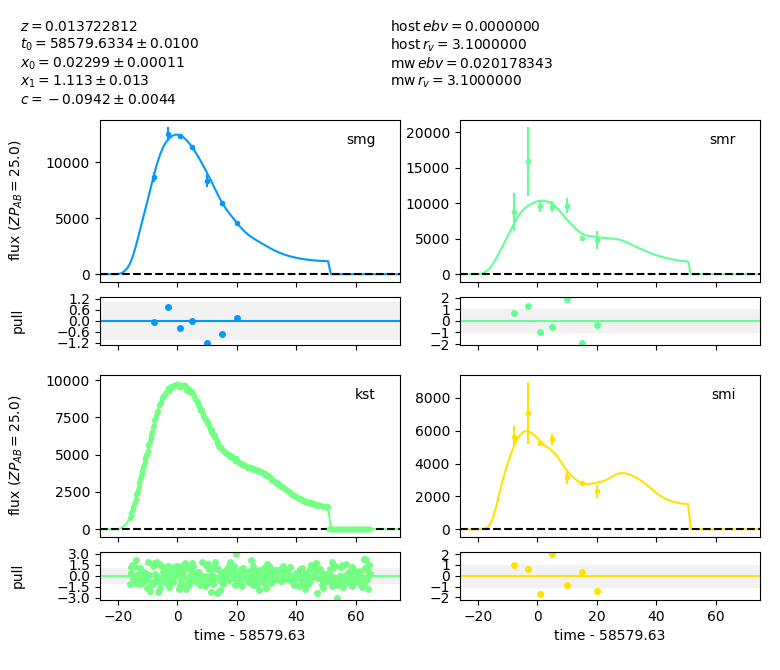 z = 0.013722812
t₀ = 58579.6334 ± 0.0100
x₀ = 0.02299 ± 0.00011
x₁ = 1.113 ± 0.013
c = −0.0942 ± 0.0044
host ebv = 0.0000000
host r_v = 3.1000000
mw ebv = 0.020178343
mw r_v = 3.1000000
smg
flux (ZP_AB = 25.0)
10000
5000
0
smr
20000
15000
10000
5000
0
pull
1.2
0.6
0.0
−0.6
−1.2
2
1
0
−1
−2
kst
flux (ZP_AB = 25.0)
10000
7500
5000
2500
0
smi
8000
6000
4000
2000
0
pull
3.0
1.5
0.0
−1.5
−3.0
2
1
0
−1
−2
−20 0 20 40 60
−20 0 20 40 60
time - 58579.63
time - 58579.63